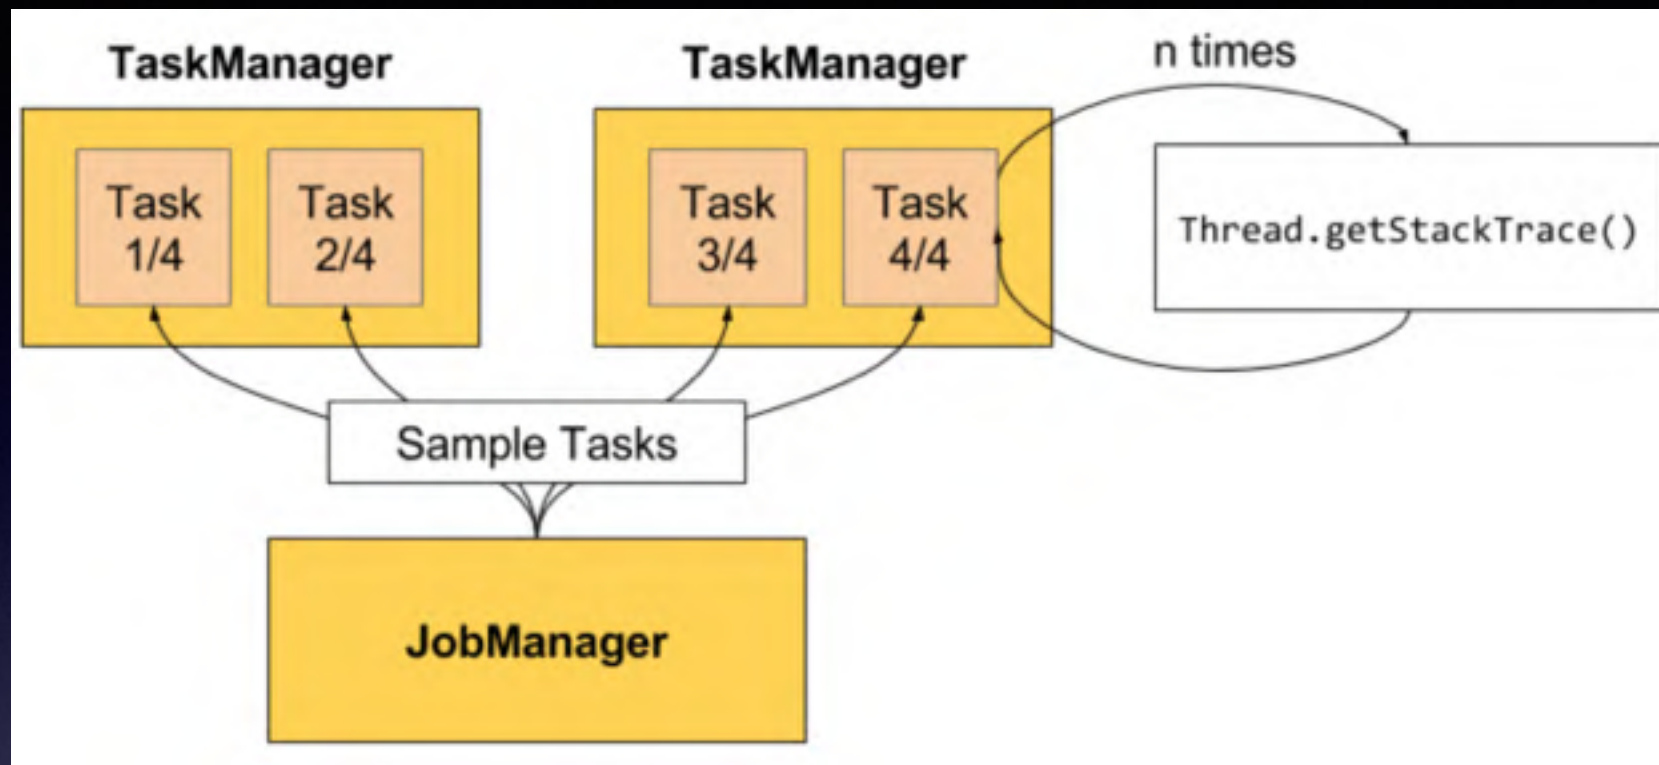 TaskManager
TaskManager
n times
Task
1/4
Task
2/4
Task
3/4
Task
4/4
Thread.getStackTrace()
Sample Tasks
JobManager